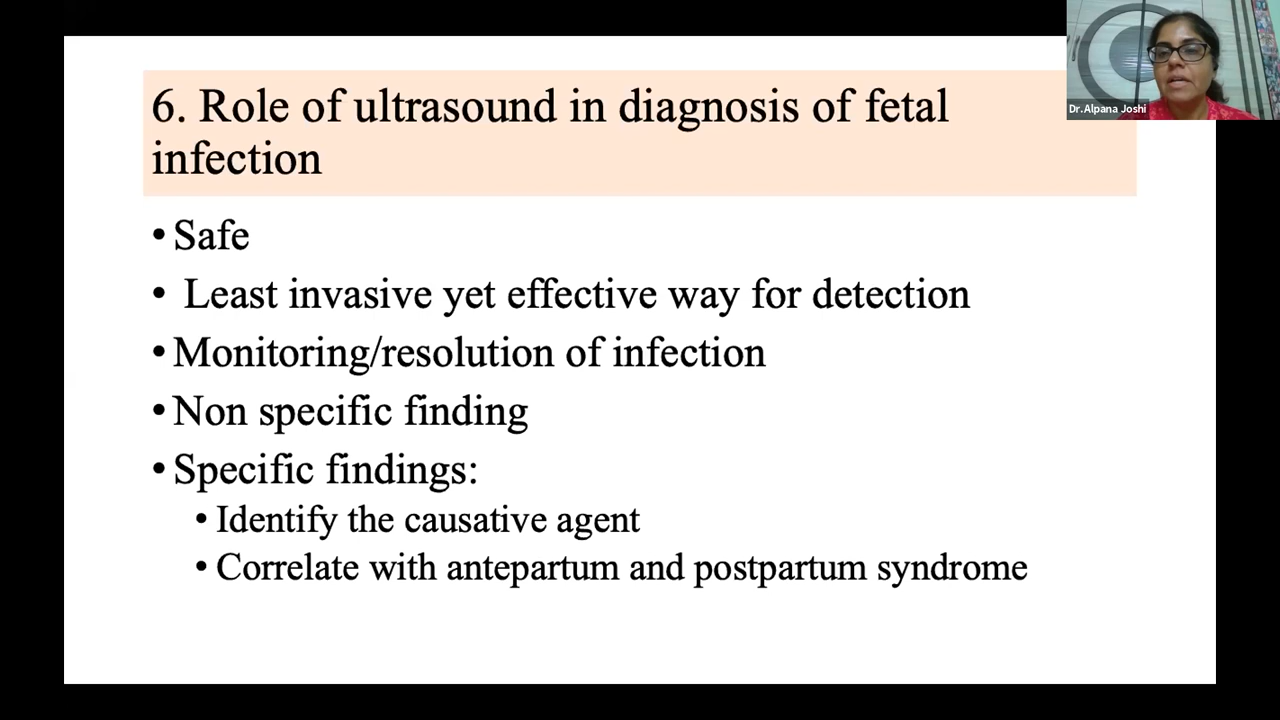 6. Role of ultrasound in diagnosis of fetal
infection
• Safe
• Least invasive yet effective way for detection
• Monitoring/resolution of infection
• Non specific finding
• Specific findings:
• Identify the causative agent
• Correlate with antepartum and postpartum syndrome
Dr.Alpana Joshi